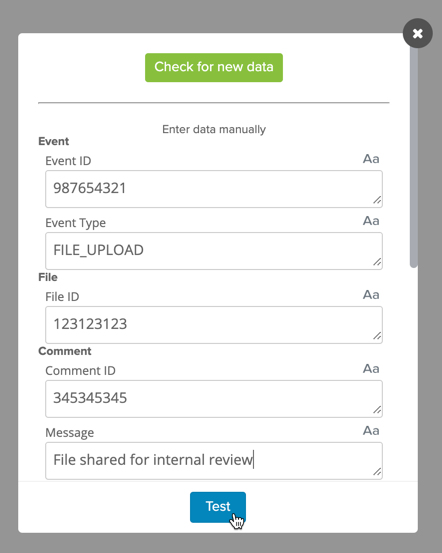 Check for new data
Enter data manually
Event
Event ID
Aa
987654321
Event Type
Aa
FILE_UPLOAD
File
File ID
Aa
123123123
Comment
Comment ID
Aa
345345345
Message
Aa
File shared for internal review
Test